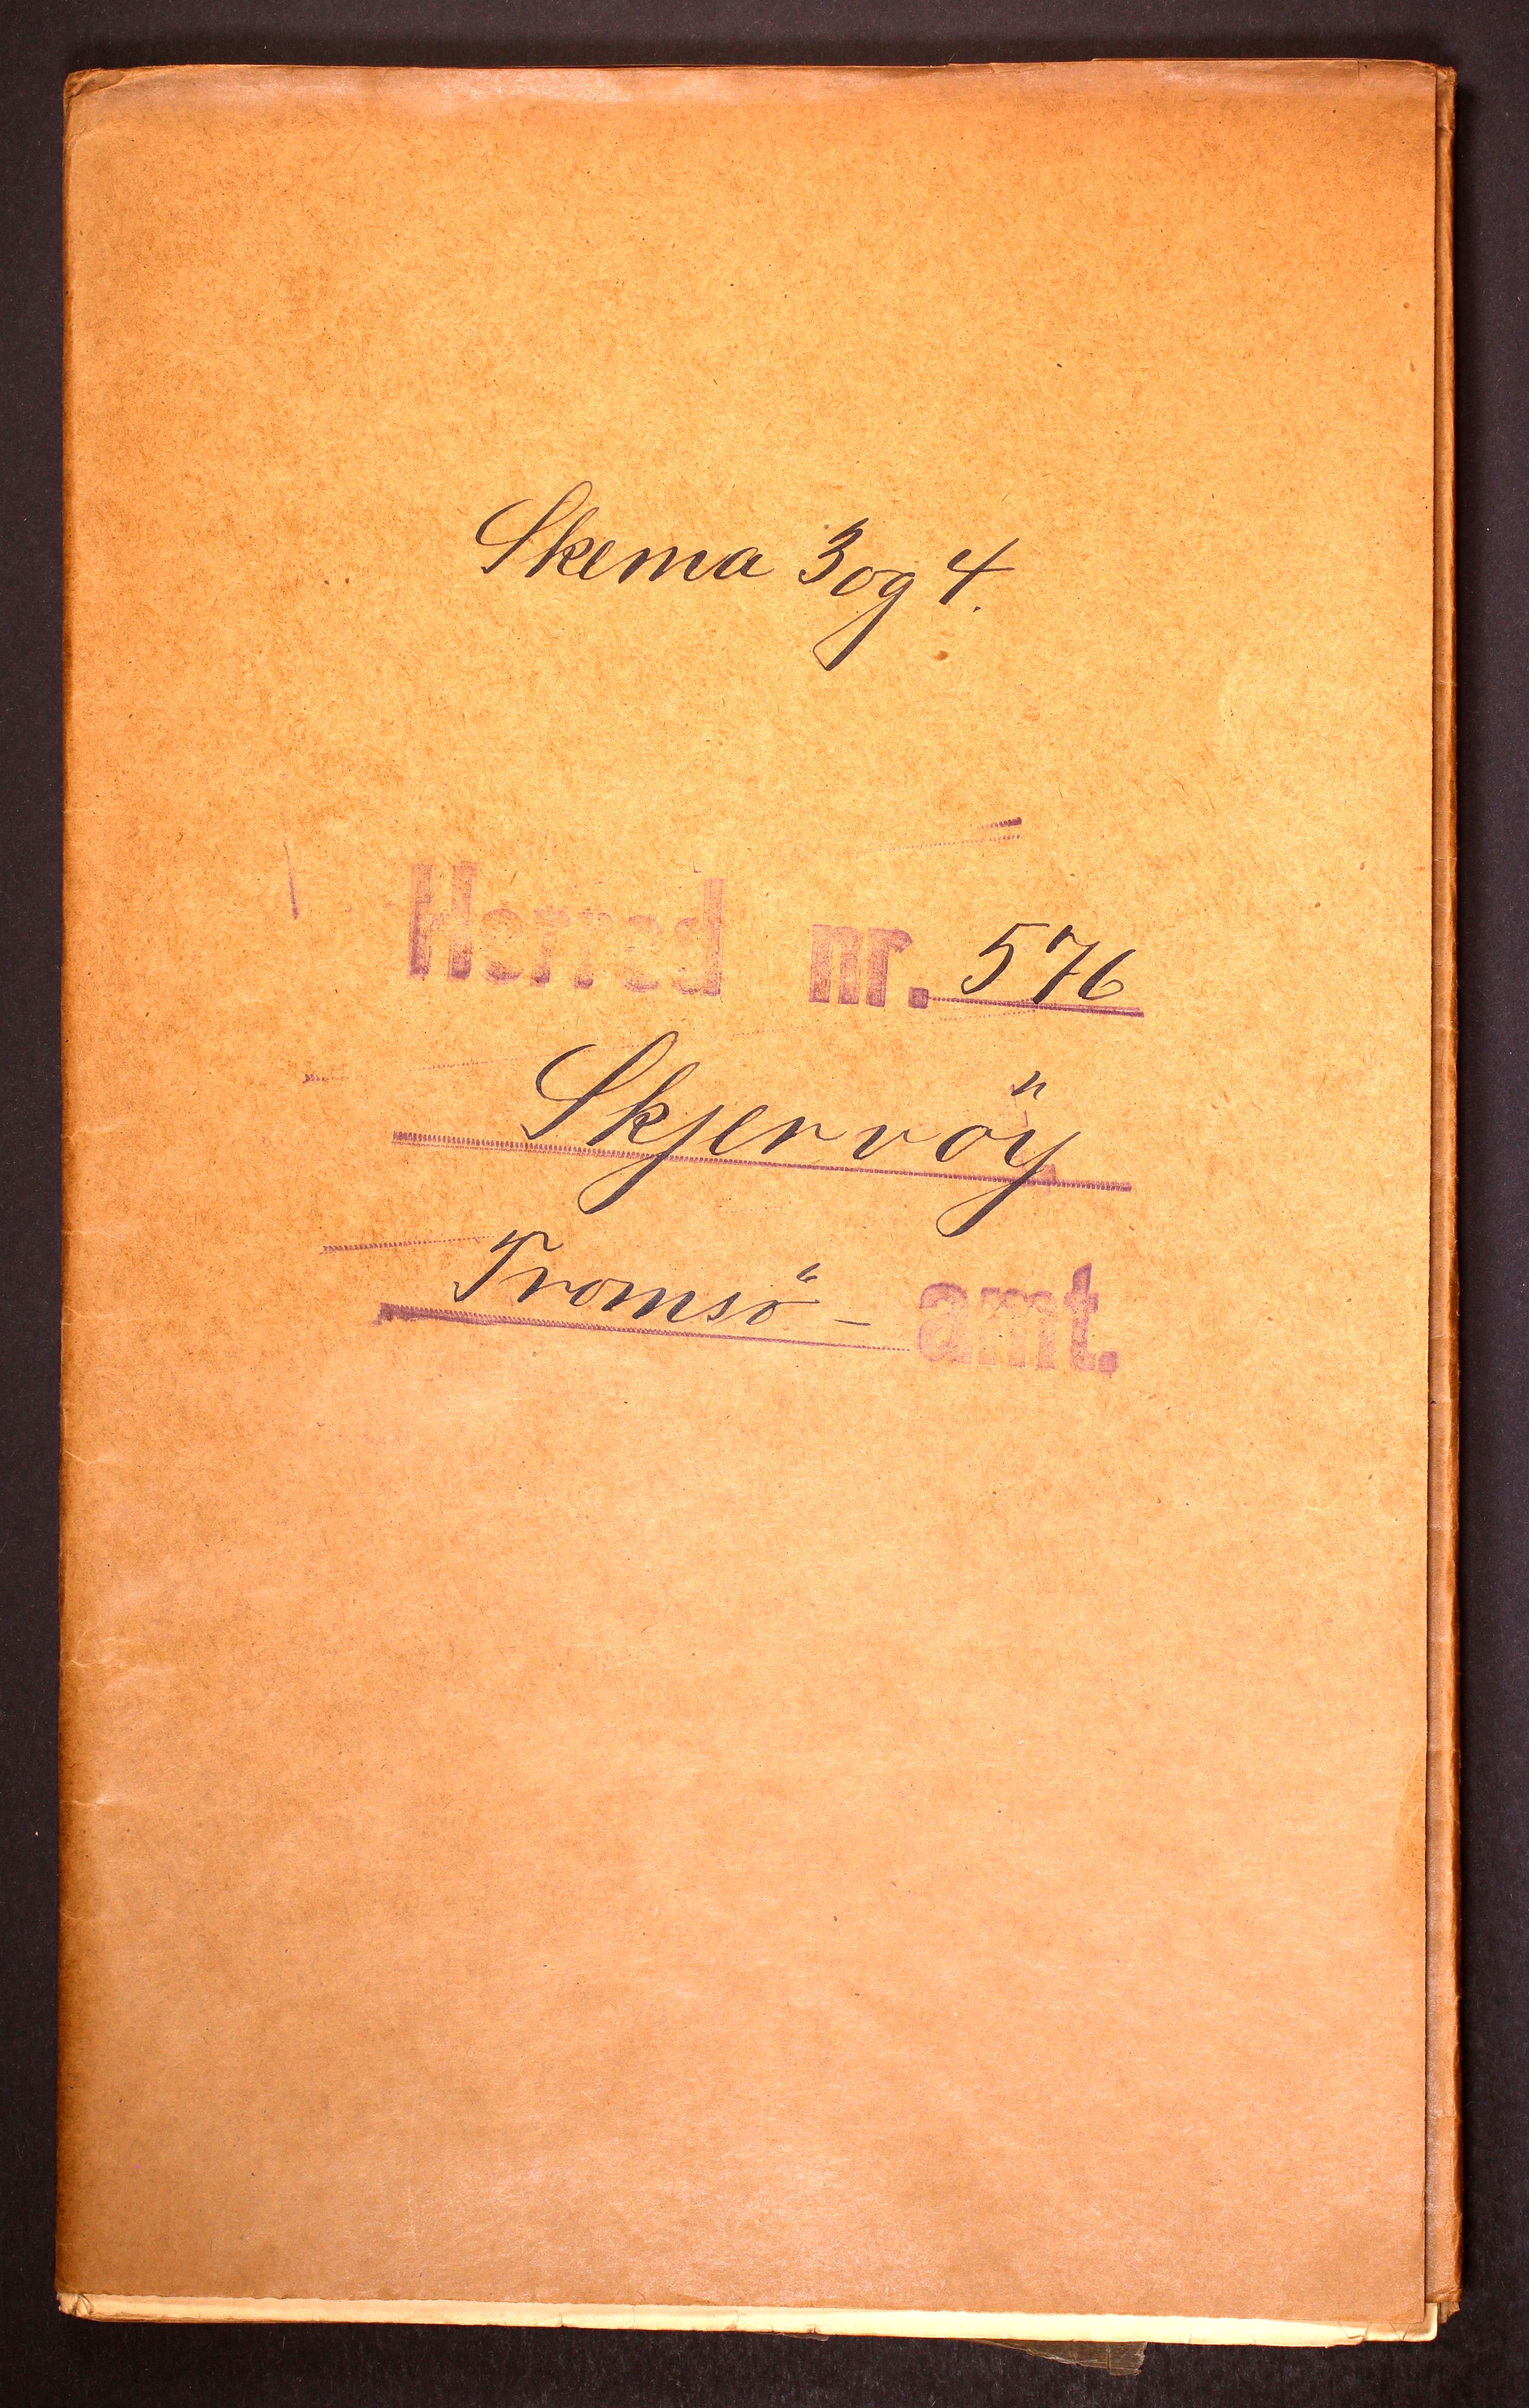 Skema 3 og 4.
Herred nr. 576
Skjervöy
Tromsö - amt.